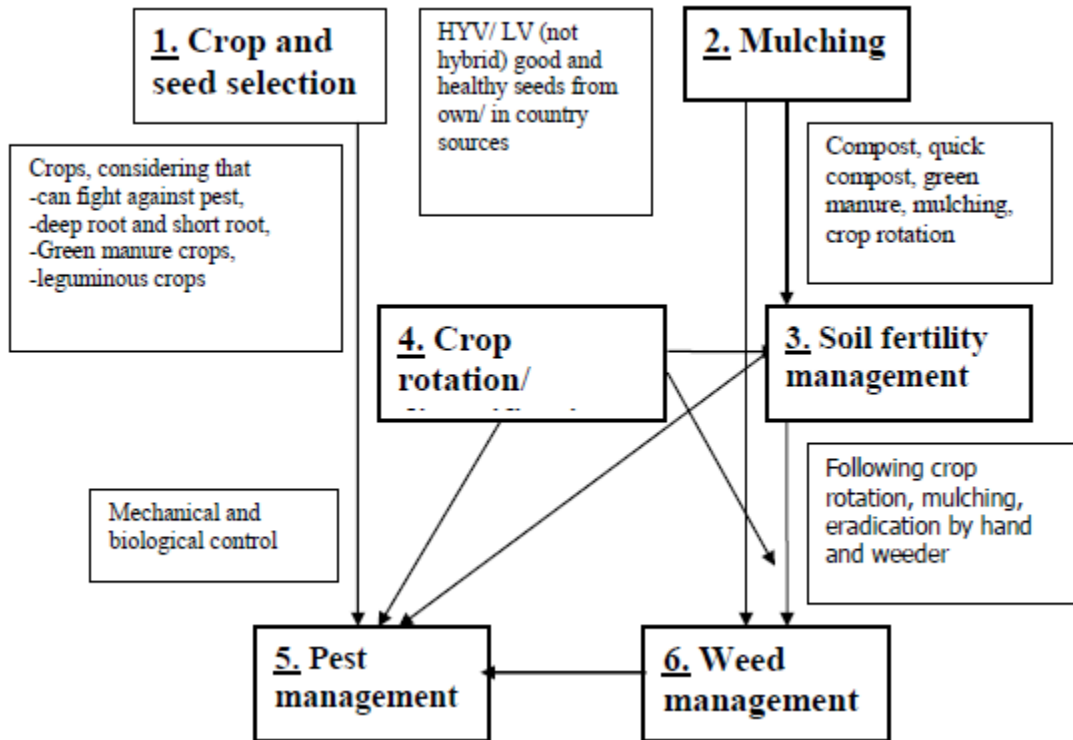 1. Crop and
seed selection
HYV/ LV (not
hybrid) good and
healthy seeds from
own/ in country
sources
2. Mulching
Crops, considering that
-can fight against pest,
-deep root and short root,
-Green manure crops,
-leguminous crops
Compost, quick
compost, green
manure, mulching,
crop rotation
4. Crop
rotation/
3. Soil fertility
management
Mechanical and
biological control
Following crop
rotation, mulching,
eradication by hand
and weeder
5. Pest
management
6. Weed
management